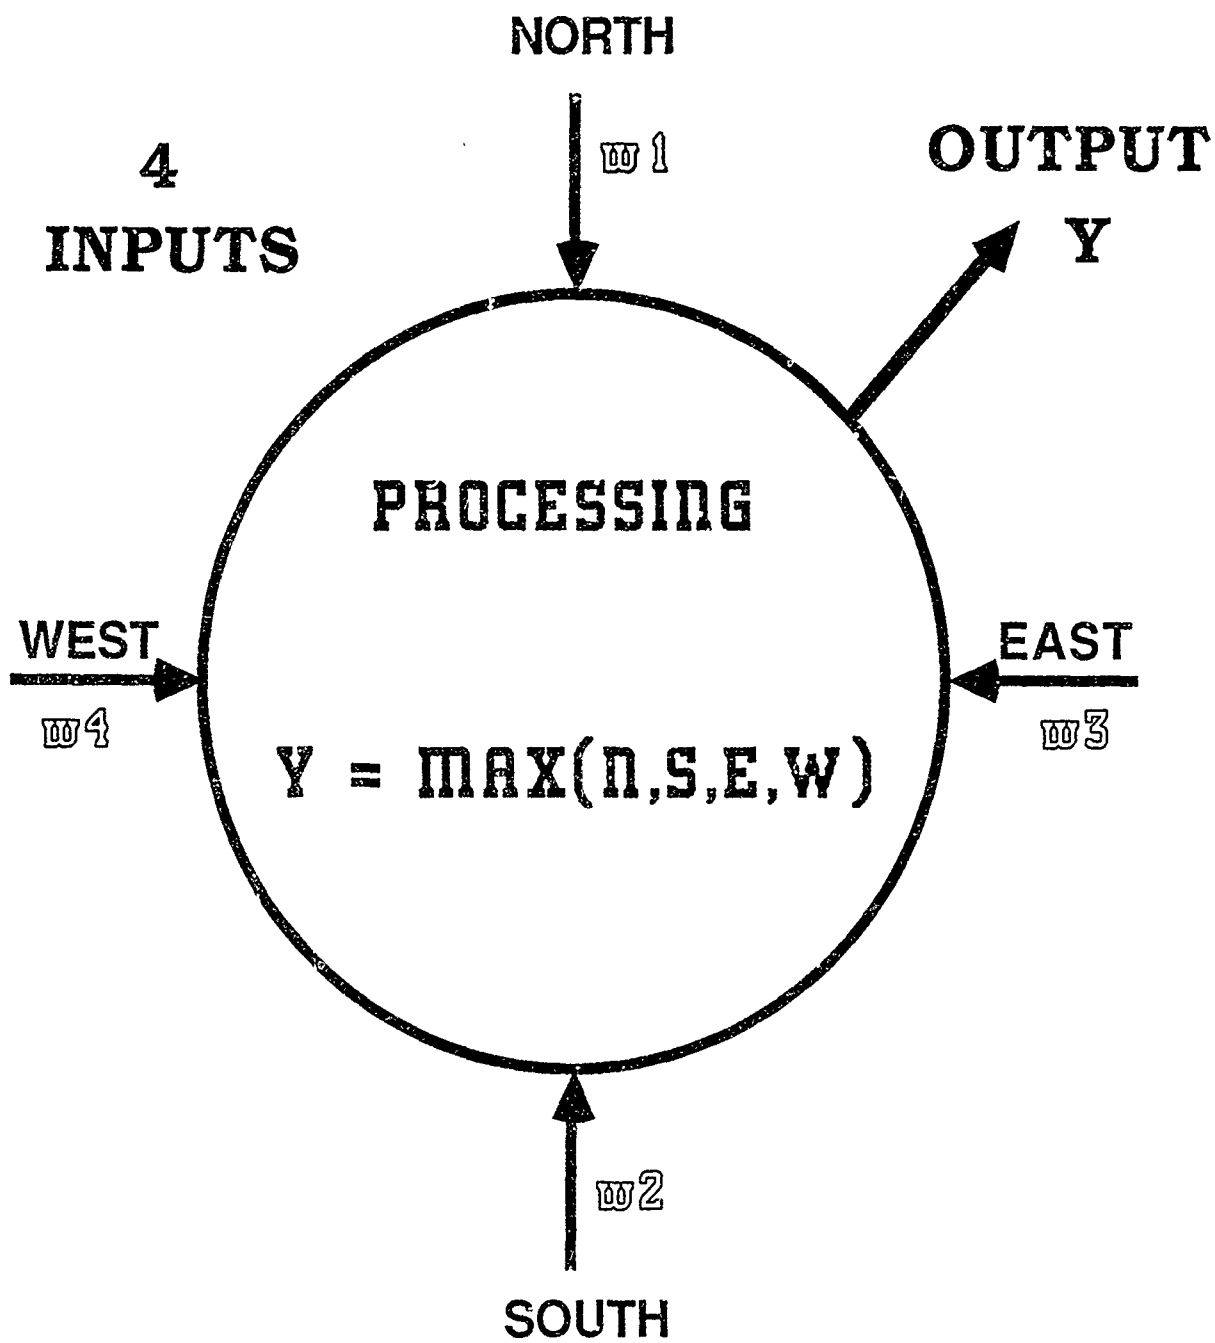 NORTH
w1
4
INPUTS
OUTPUT
Y
PROCESSING
WEST
w4
EAST
w3
Y = MAX(N,S,E,W)
w2
SOUTH